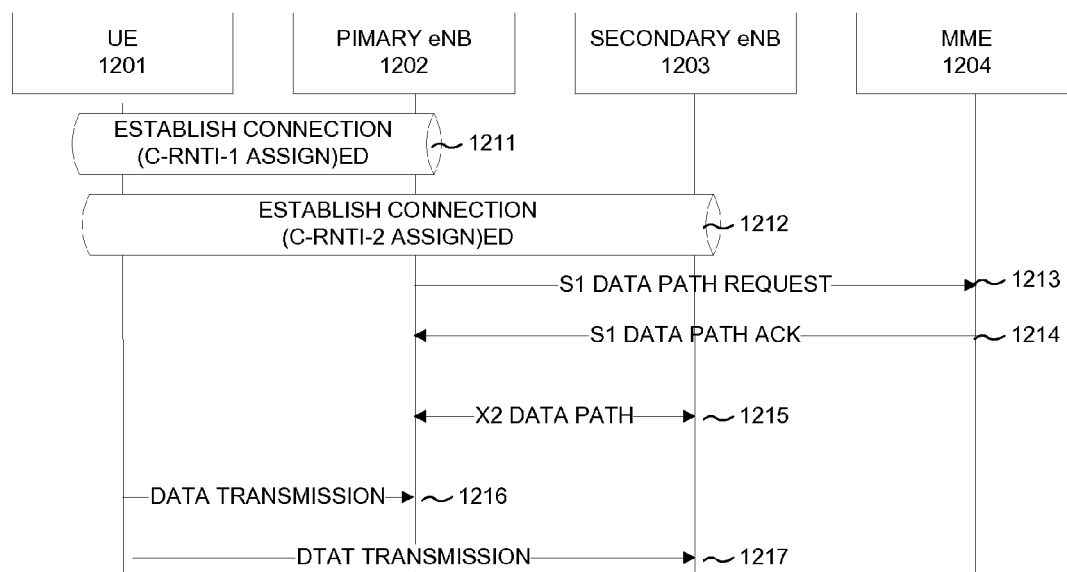 UE
1201
PIMARY eNB
1202
SECONDARY eNB
1203
MME
1204
ESTABLISH CONNECTION
(C-RNTI-1 ASSIGN)ED
1211
ESTABLISH CONNECTION
(C-RNTI-2 ASSIGN)ED
1212
S1 DATA PATH REQUEST
1213
S1 DATA PATH ACK
1214
X2 DATA PATH
1215
DATA TRANSMISSION
1216
DTAT TRANSMISSION
1217